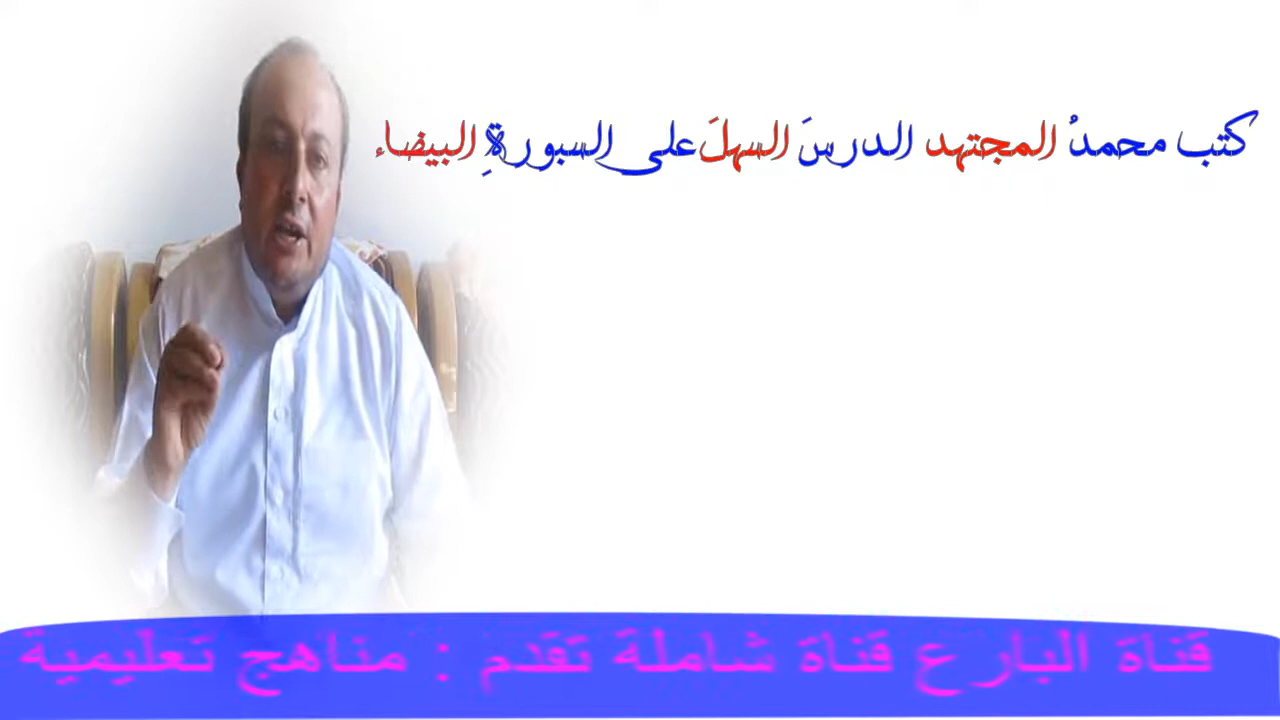 كتب محمدُ المجتهد الدرسَ السهلَ على السبورةِ البيضاء
قناة البارع قناة شاملة تقدم : مناهج تعليمية